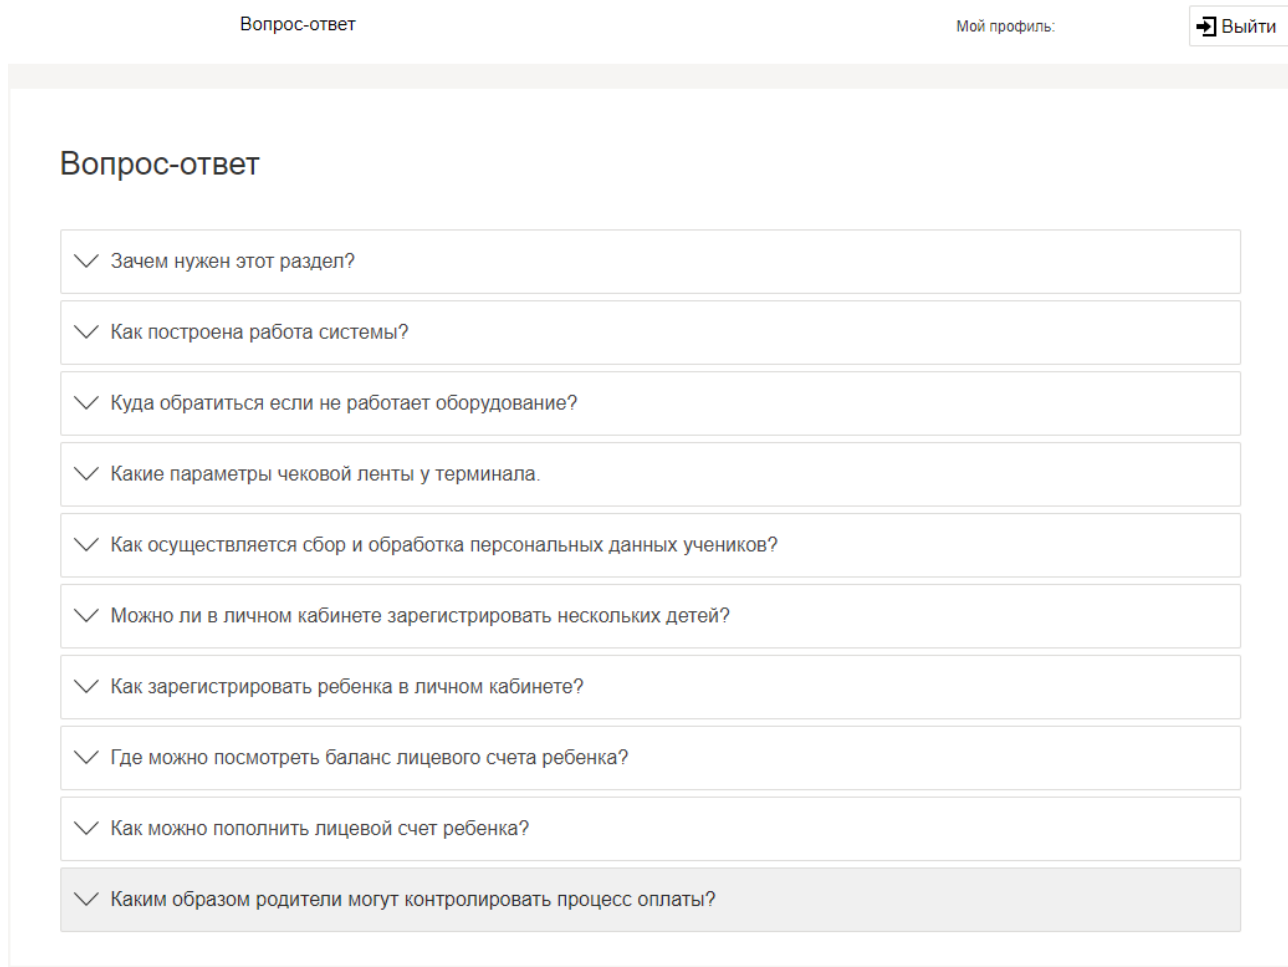 Вопрос-ответ
Мой профиль:
Выйти
Вопрос-ответ
Зачем нужен этот раздел?
Как построена работа системы?
Куда обратиться если не работает оборудование?
Какие параметры чековой ленты у терминала.
Как осуществляется сбор и обработка персональных данных учеников?
Можно ли в личном кабинете зарегистрировать нескольких детей?
Как зарегистрировать ребенка в личном кабинете?
Где можно посмотреть баланс лицевого счета ребенка?
Как можно пополнить лицевой счет ребенка?
Каким образом родители могут контролировать процесс оплаты?